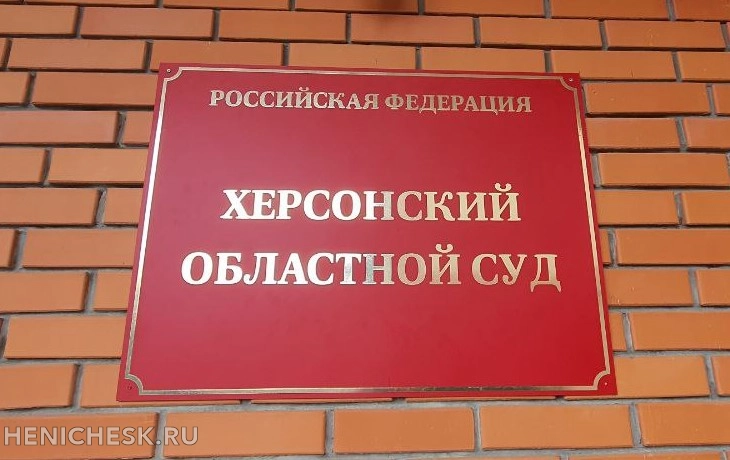 РОССИЙСКАЯ ФЕДЕРАЦИЯ
ХЕРСОНСКИЙ
ОБЛАСТНОЙ СУД
HENICHESK.RU